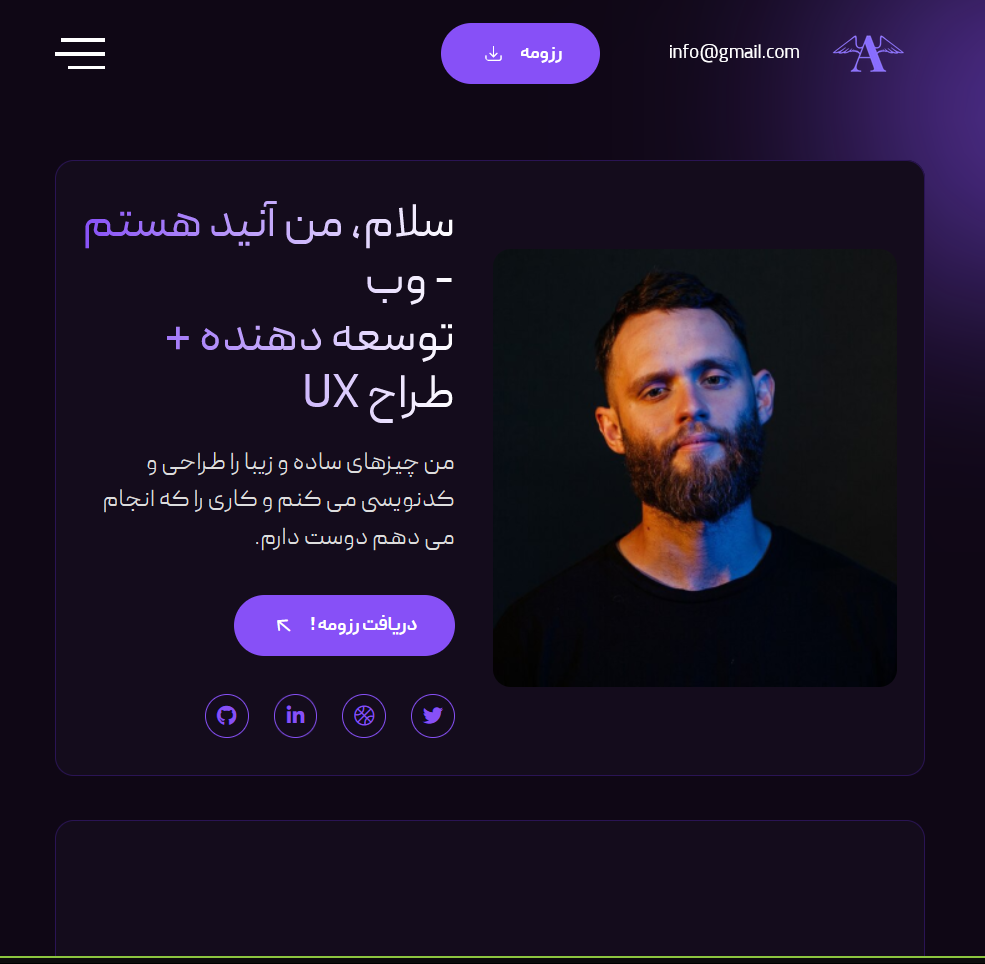 info@gmail.com
رزومه
سلام، من آنید هستم
- وب
توسعه دهنده +
طراح UX
من چیزهای ساده و زیبا را طراحی و
کدنویسی می کنم و کاری را که انجام
می دهم دوست دارم.
دریافت رزومه !